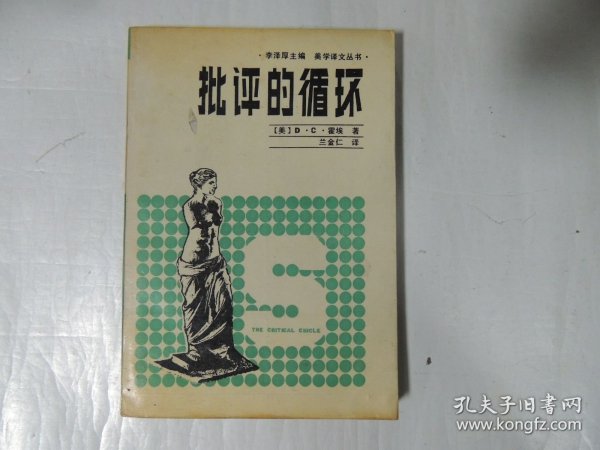 ·李泽厚主编 美学译文丛书·
批评的循环
〔美〕D·C·霍埃 著
兰金仁 译
S
THE CRITICAL CIRCLE
孔夫子旧书网
www.kongfz.com